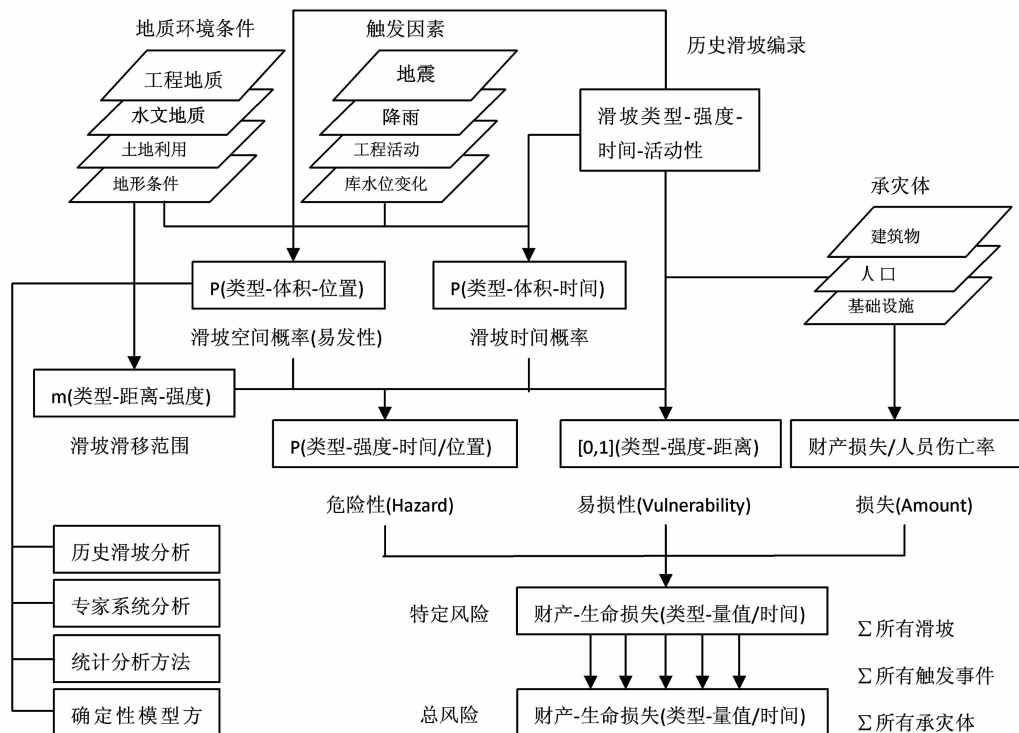 地质环境条件
触发因素
历史滑坡编录
工程地质
水文地质
土地利用
地形条件
地震
降雨
工程活动
库水位变化
滑坡类型-强度-
时间-活动性
承灾体
建筑物
人口
基础设施
P(类型-体积-位置)
P(类型-体积-时间)
滑坡空间概率(易发性)
滑坡时间概率
m(类型-距离-强度)
滑坡滑移范围
P(类型-强度-时间/位置)
[0,1](类型-强度-距离)
财产损失/人员伤亡率
危险性(Hazard)
易损性(Vulnerability)
损失(Amount)
历史滑坡分析
专家系统分析
统计分析方法
确定性模型方
特定风险
财产-生命损失(类型-量值/时间)
总风险
财产-生命损失(类型-量值/时间)
∑所有滑坡
∑所有触发事件
∑所有承灾体